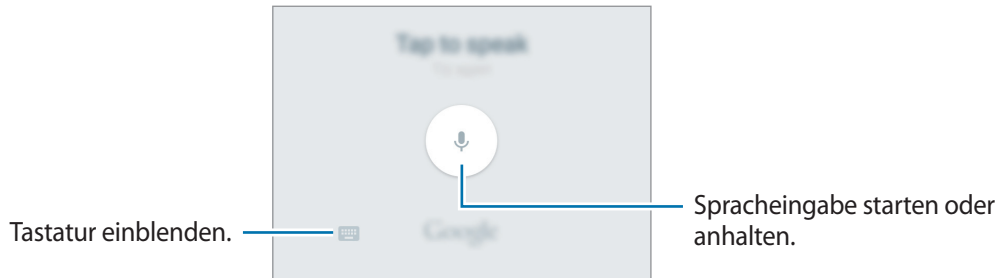 Tap to speak
Tastatur einblenden.
Google
Spracheingabe starten oder
anhalten.